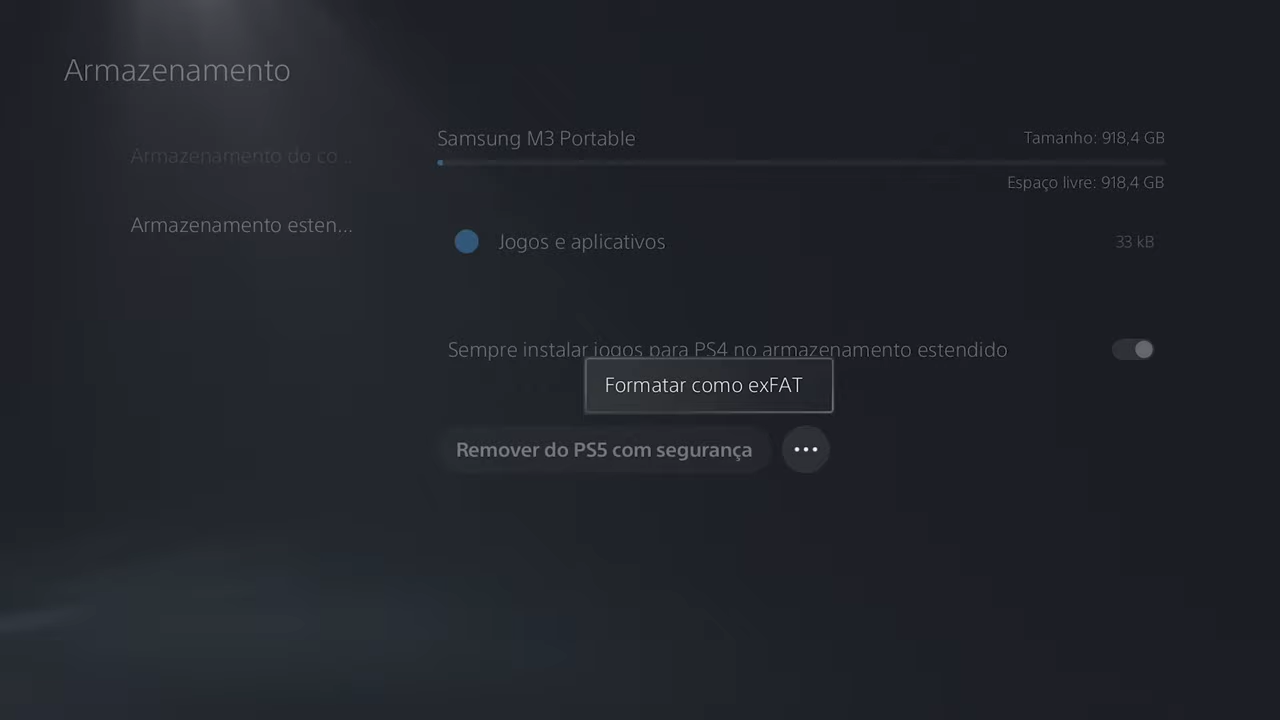 Armazenamento
Armazenamento do co...
Armazenamento esten...
Samsung M3 Portable
Tamanho: 918,4 GB
Espaço livre: 918,4 GB
Jogos e aplicativos
33 kB
Sempre instalar jogos para PS4 no armazenamento estendido
Formatar como exFAT
Remover do PS5 com segurança